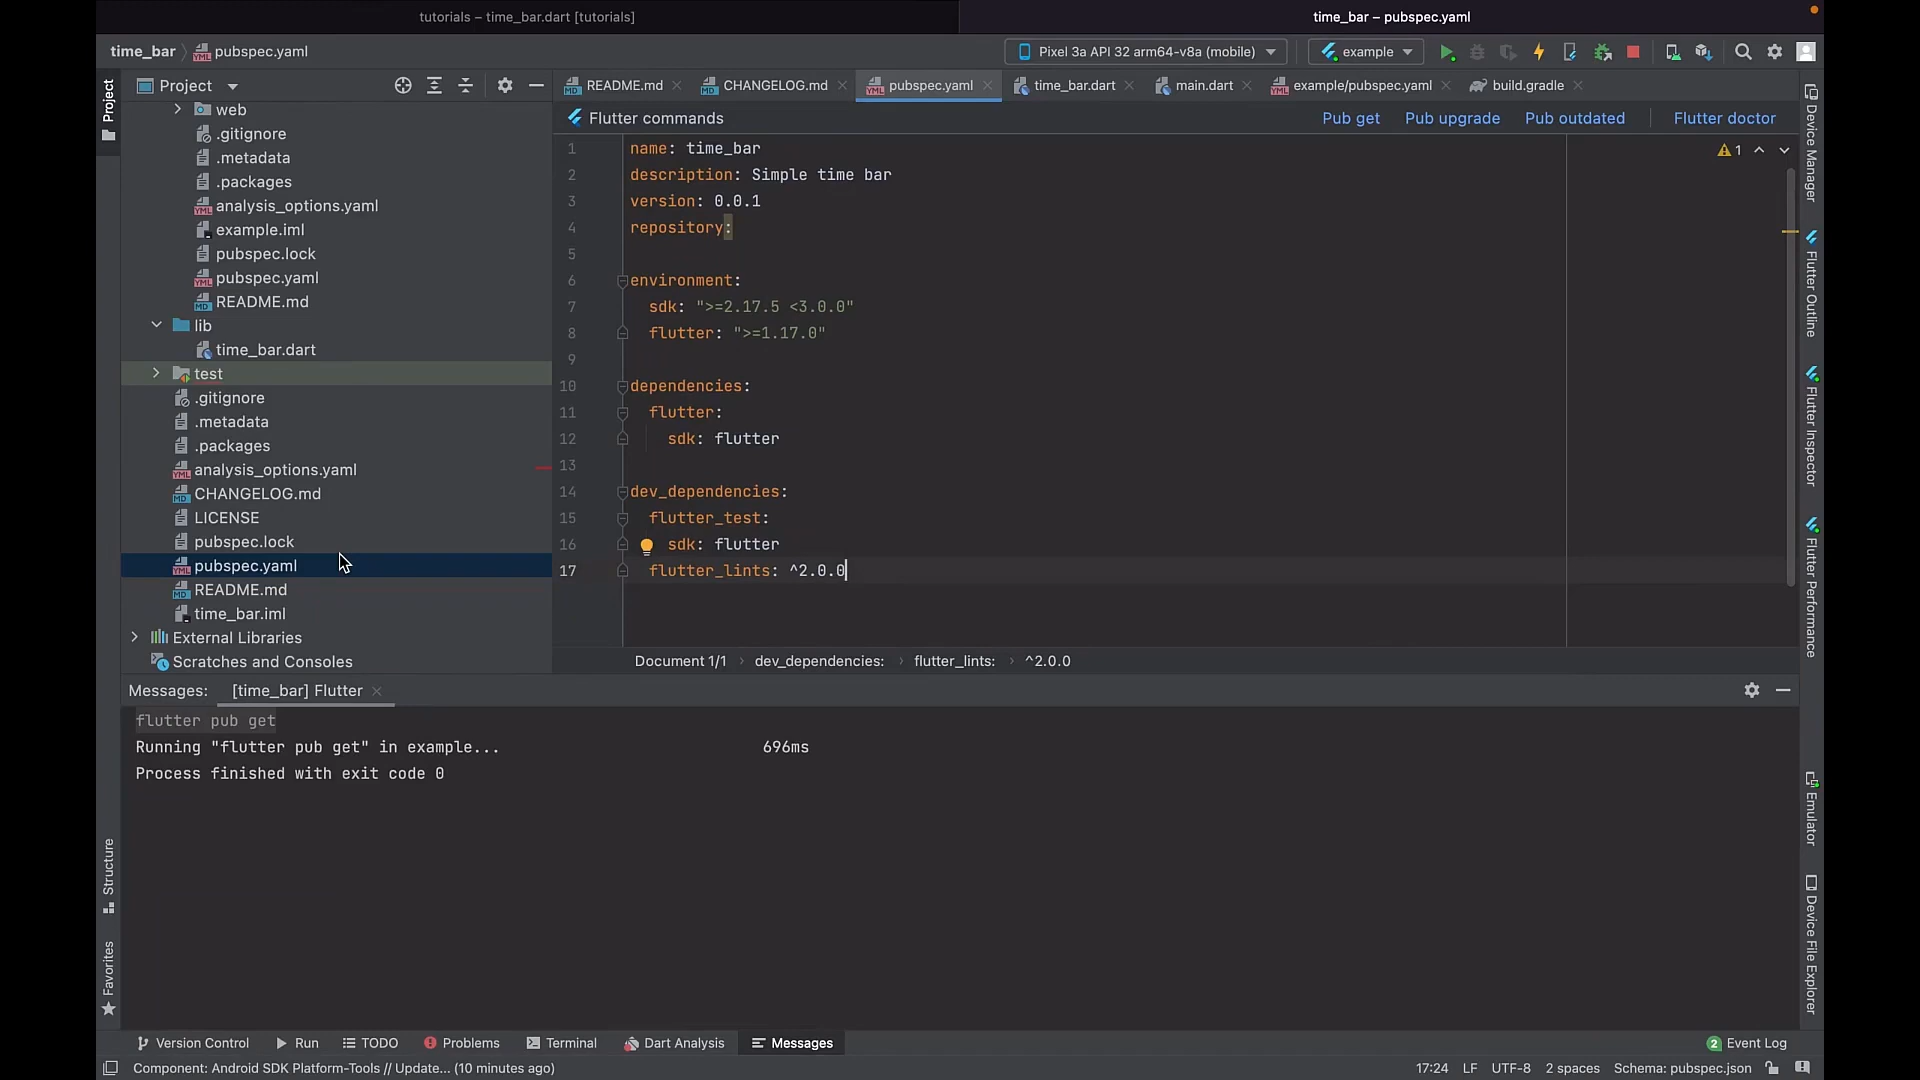 tutorials – time_bar.dart [tutorials]
time_bar – pubspec.yaml
time_bar
pubspec.yaml
Pixel 3a API 32 arm64-v8a (mobile)
example
Project
Project
README.md
CHANGELOG.md
pubspec.yaml
time_bar.dart
main.dart
example/pubspec.yaml
build.gradle
Flutter commands
Pub get
Pub upgrade
Pub outdated
Flutter doctor
web
.gitignore
.metadata
.packages
analysis_options.yaml
example.iml
pubspec.lock
pubspec.yaml
README.md
lib
time_bar.dart
test
.gitignore
.metadata
.packages
analysis_options.yaml
CHANGELOG.md
LICENSE
pubspec.lock
pubspec.yaml
README.md
time_bar.iml
External Libraries
Scratches and Consoles
1 name: time_bar
2 description: Simple time bar
3 version: 0.0.1
4 repository:
5
6 environment:
7 sdk: ">=2.17.5 <3.0.0"
8 flutter: ">=1.17.0"
9
10 dependencies:
11 flutter:
12 sdk: flutter
13
14 dev_dependencies:
15 flutter_test:
16 sdk: flutter
17 flutter_lints: ^2.0.0
1
Document 1/1 › dev_dependencies: › flutter_lints: › ^2.0.0
Device Manager
Flutter Outline
Flutter Inspector
Flutter Performance
Emulator
Device File Explorer
Messages:
[time_bar] Flutter
flutter pub get
Running "flutter pub get" in example... 696ms
Process finished with exit code 0
Structure
Favorites
Version Control
Run
TODO
Problems
Terminal
Dart Analysis
Messages
2 Event Log
Component: Android SDK Platform-Tools // Update... (10 minutes ago)
17:24 LF UTF-8 2 spaces Schema: pubspec.json